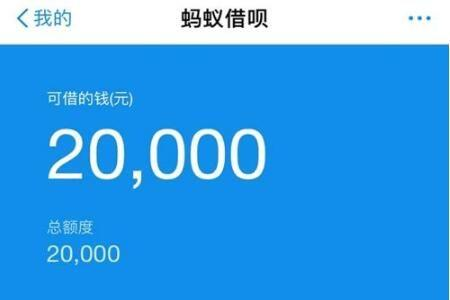 我的 蚂蚁借呗
可借的钱(元)
20,000
总额度
20,000